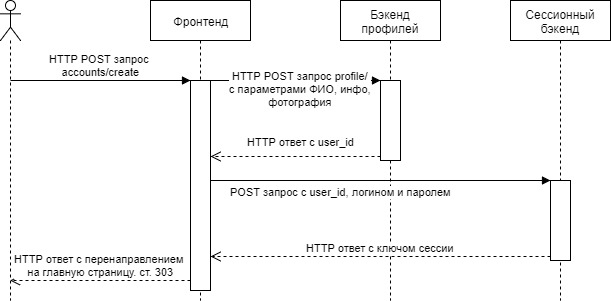 Фронтенд
Бэкенд
профилей
Сессионный
бэкенд
HTTP POST запрос
accounts/create
HTTP POST запрос profile/
с параметрами ФИО, инфо,
фотография
HTTP ответ с user_id
POST запрос с user_id, логином и паролем
HTTP ответ с ключом сессии
HTTP ответ с перенаправлением
на главную страницу. ст. 303